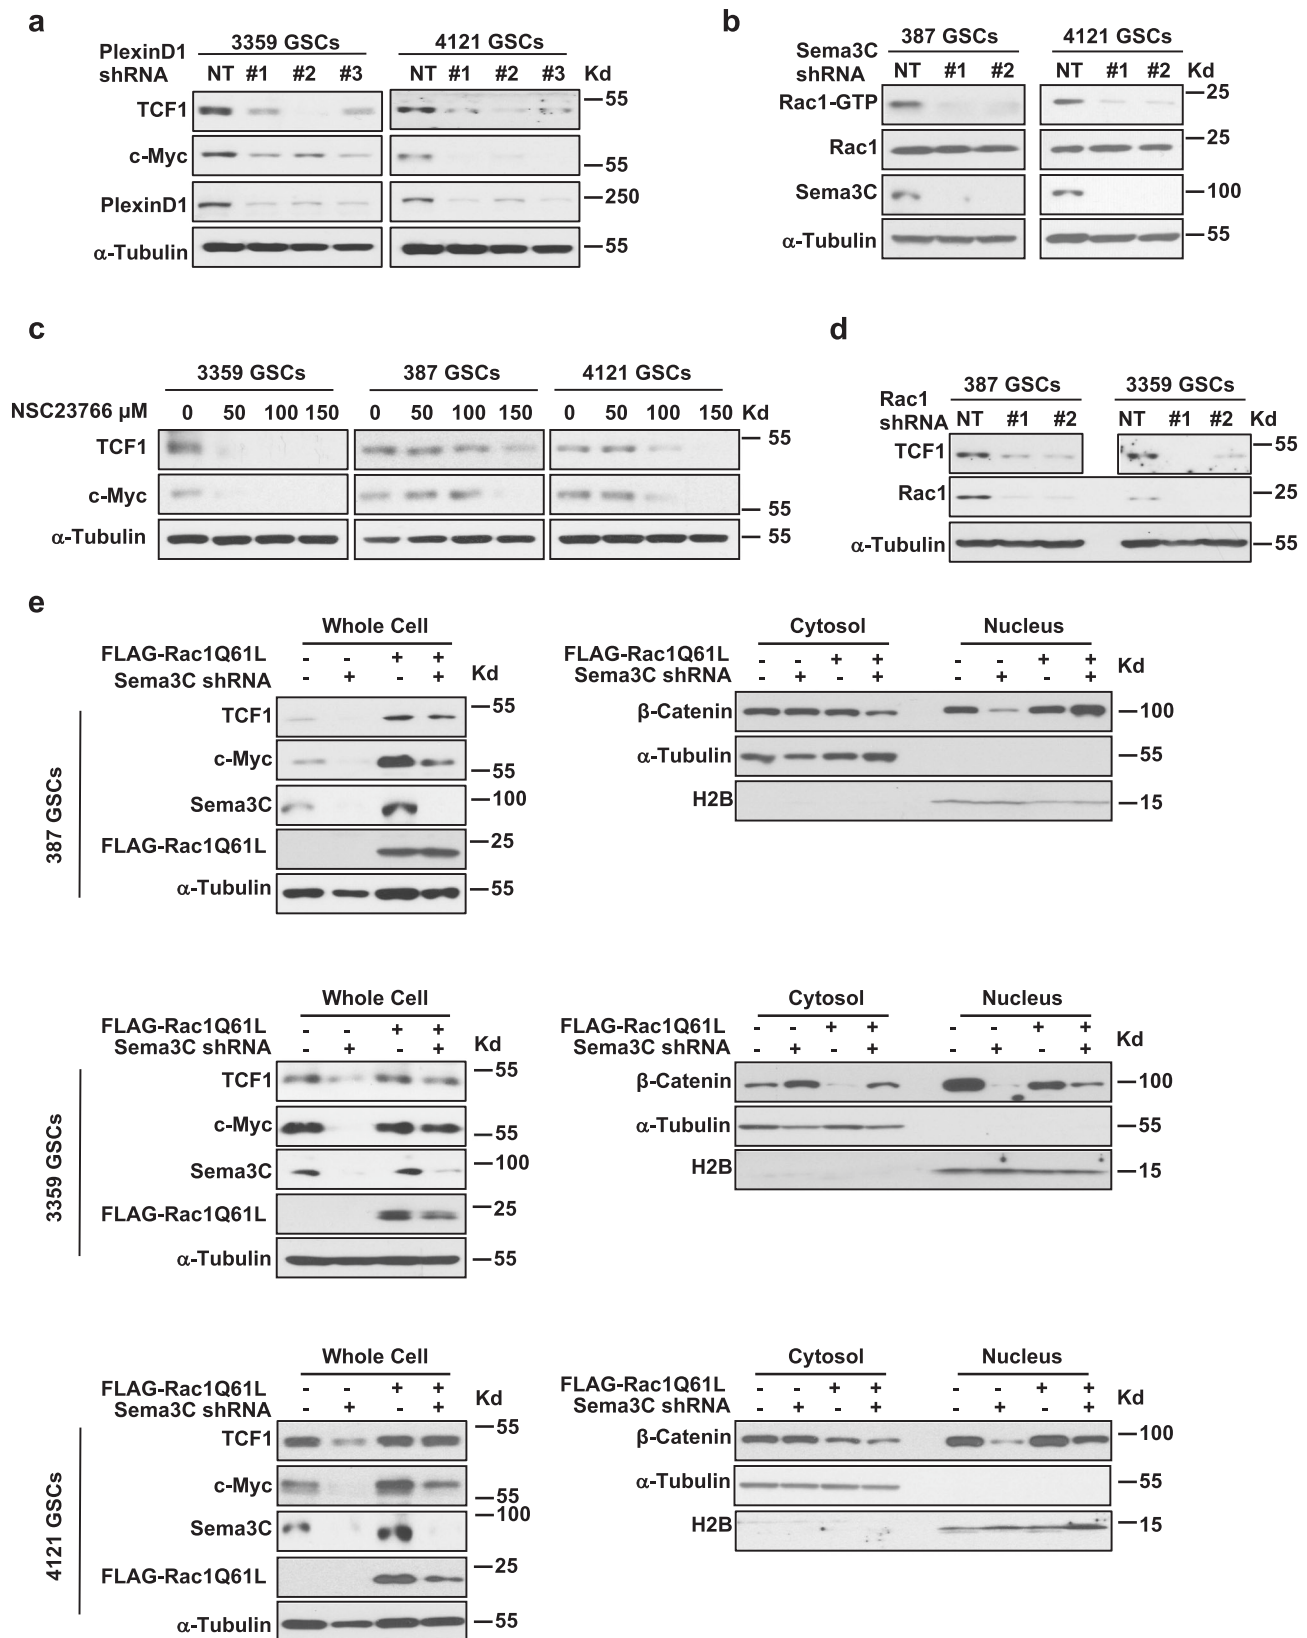 a
PlexinD1
shRNA
3359 GSCs
4121 GSCs
NT #1 #2 #3 NT #1 #2 #3 Kd
TCF1 55
c-Myc 55
PlexinD1 250
α-Tubulin 55
b
Sema3C
shRNA
387 GSCs
4121 GSCs
NT #1 #2 NT #1 #2 Kd
Rac1-GTP 25
Rac1 25
Sema3C 100
α-Tubulin 55
c
3359 GSCs 387 GSCs 4121 GSCs
NSC23766 µM 0 50 100 150 0 50 100 150 0 50 100 150 Kd
TCF1 55
c-Myc 55
α-Tubulin 55
d
387 GSCs 3359 GSCs
Rac1
shRNA NT #1 #2 NT #1 #2 Kd
TCF1 55
Rac1 25
α-Tubulin 55
e
387 GSCs
Whole Cell
FLAG-Rac1Q61L - - + +
Sema3C shRNA - + - + Kd
TCF1 55
c-Myc 55
Sema3C 100
FLAG-Rac1Q61L 25
α-Tubulin 55
Cytosol Nucleus
FLAG-Rac1Q61L - - + + - - + +
Sema3C shRNA - + - + - + - + Kd
β-Catenin 100
α-Tubulin 55
H2B 15
3359 GSCs
Whole Cell
FLAG-Rac1Q61L - - + +
Sema3C shRNA - + - + Kd
TCF1 55
c-Myc 55
Sema3C 100
FLAG-Rac1Q61L 25
α-Tubulin 55
Cytosol Nucleus
FLAG-Rac1Q61L - - + + - - + +
Sema3C shRNA - + - + - + - + Kd
β-Catenin 100
α-Tubulin 55
H2B 15
4121 GSCs
Whole Cell
FLAG-Rac1Q61L - - + +
Sema3C shRNA - + - + Kd
TCF1 55
c-Myc 55
Sema3C 100
FLAG-Rac1Q61L 25
α-Tubulin 55
Cytosol Nucleus
FLAG-Rac1Q61L - - + + - - + +
Sema3C shRNA - + - + - + - + Kd
β-Catenin 100
α-Tubulin 55
H2B 15